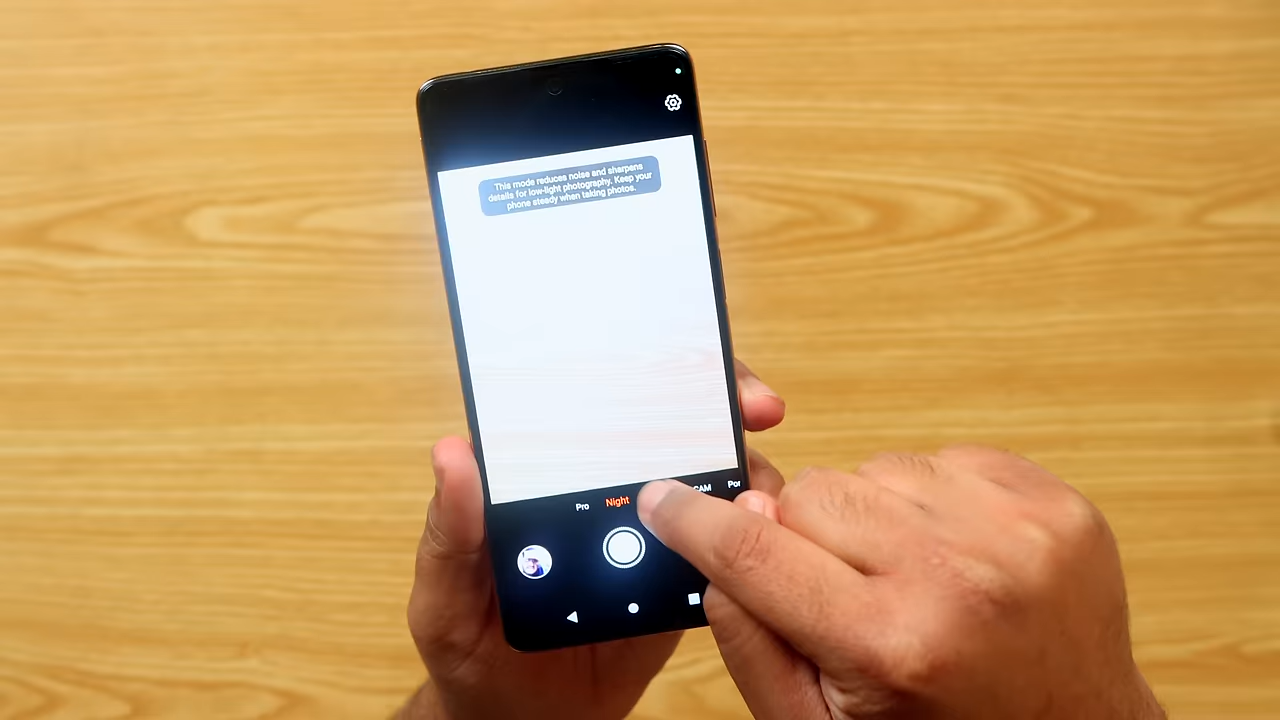 This mode reduces noise and sharpens
details for low-light photography. Keep your
phone steady when taking photos.
Pro Night CAM Por